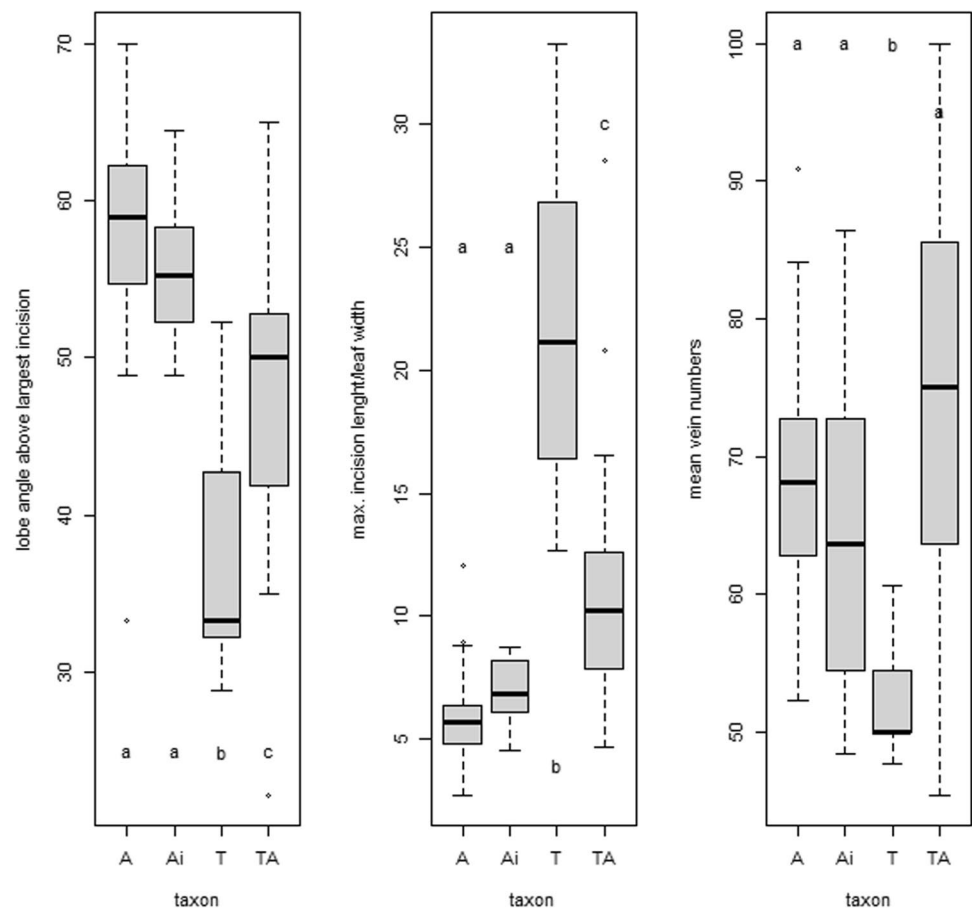 lobe angle above largest incision
70
60
50
40
30
a a b c
A Ai T TA
taxon
max. incision lenght/leaf width
30
25
20
15
10
5
c
a a
b
A Ai T TA
taxon
mean vein numbers
100
90
80
70
60
50
a a b
a
A Ai T TA
taxon